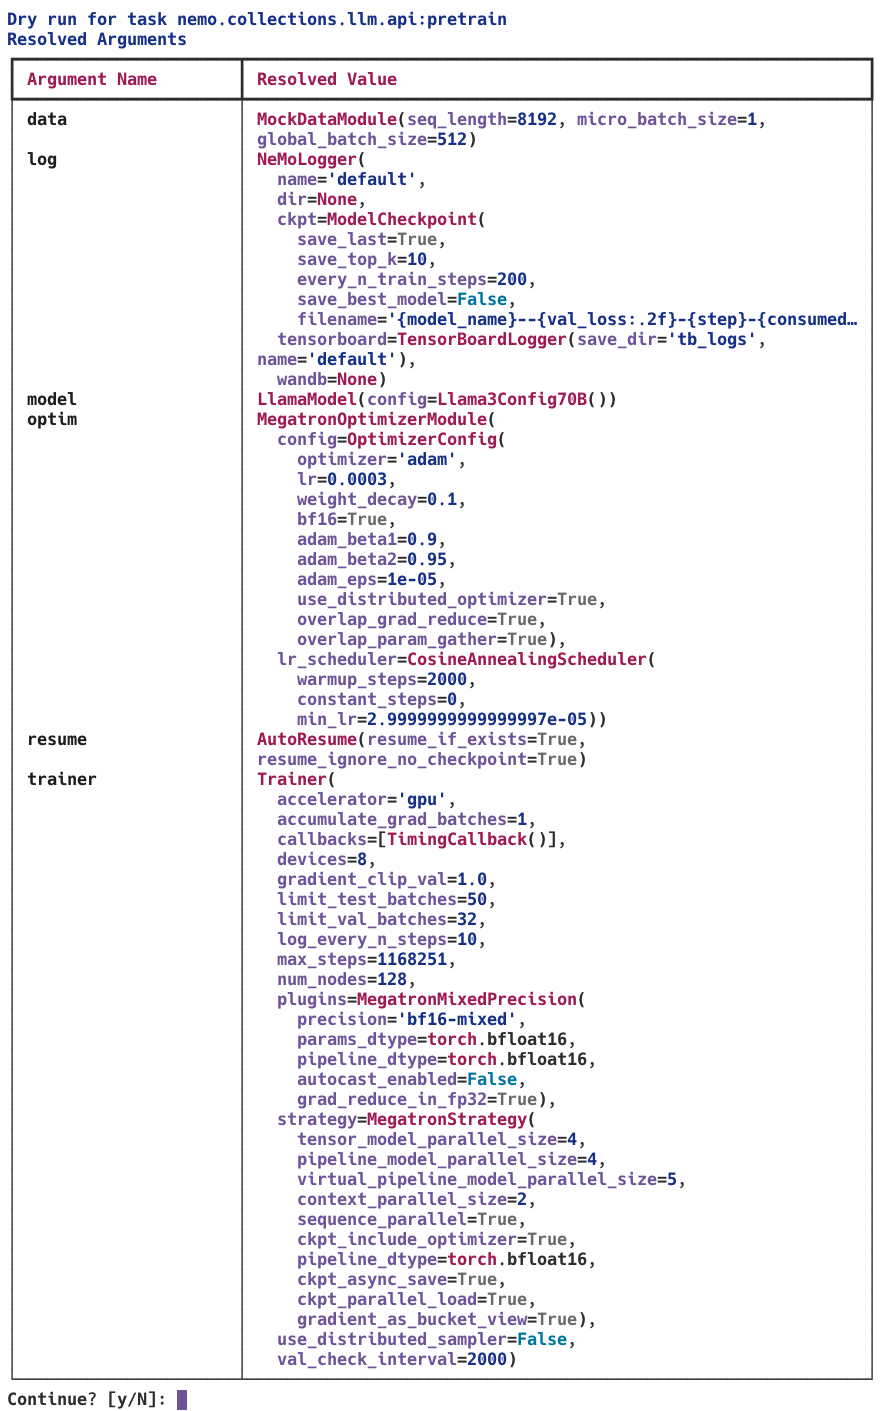 Dry run for task nemo.collections.llm.api:pretrain
Resolved Arguments
Argument Name Resolved Value
data MockDataModule(seq_length=8192, micro_batch_size=1,
global_batch_size=512)
log NeMoLogger(
name='default',
dir=None,
ckpt=ModelCheckpoint(
save_last=True,
save_top_k=10,
every_n_train_steps=200,
save_best_model=False,
filename='{model_name}--{val_loss:.2f}-{step}-{consumed…
tensorboard=TensorBoardLogger(save_dir='tb_logs',
name='default'),
wandb=None)
model LlamaModel(config=Llama3Config70B())
optim MegatronOptimizerModule(
config=OptimizerConfig(
optimizer='adam',
lr=0.0003,
weight_decay=0.1,
bf16=True,
adam_beta1=0.9,
adam_beta2=0.95,
adam_eps=1e-05,
use_distributed_optimizer=True,
overlap_grad_reduce=True,
overlap_param_gather=True),
lr_scheduler=CosineAnnealingScheduler(
warmup_steps=2000,
constant_steps=0,
min_lr=2.9999999999999997e-05))
resume AutoResume(resume_if_exists=True,
resume_ignore_no_checkpoint=True)
trainer Trainer(
accelerator='gpu',
accumulate_grad_batches=1,
callbacks=[TimingCallback()],
devices=8,
gradient_clip_val=1.0,
limit_test_batches=50,
limit_val_batches=32,
log_every_n_steps=10,
max_steps=1168251,
num_nodes=128,
plugins=MegatronMixedPrecision(
precision='bf16-mixed',
params_dtype=torch.bfloat16,
pipeline_dtype=torch.bfloat16,
autocast_enabled=False,
grad_reduce_in_fp32=True),
strategy=MegatronStrategy(
tensor_model_parallel_size=4,
pipeline_model_parallel_size=4,
virtual_pipeline_model_parallel_size=5,
context_parallel_size=2,
sequence_parallel=True,
ckpt_include_optimizer=True,
pipeline_dtype=torch.bfloat16,
ckpt_async_save=True,
ckpt_parallel_load=True,
gradient_as_bucket_view=True),
use_distributed_sampler=False,
val_check_interval=2000)
Continue? [y/N]: